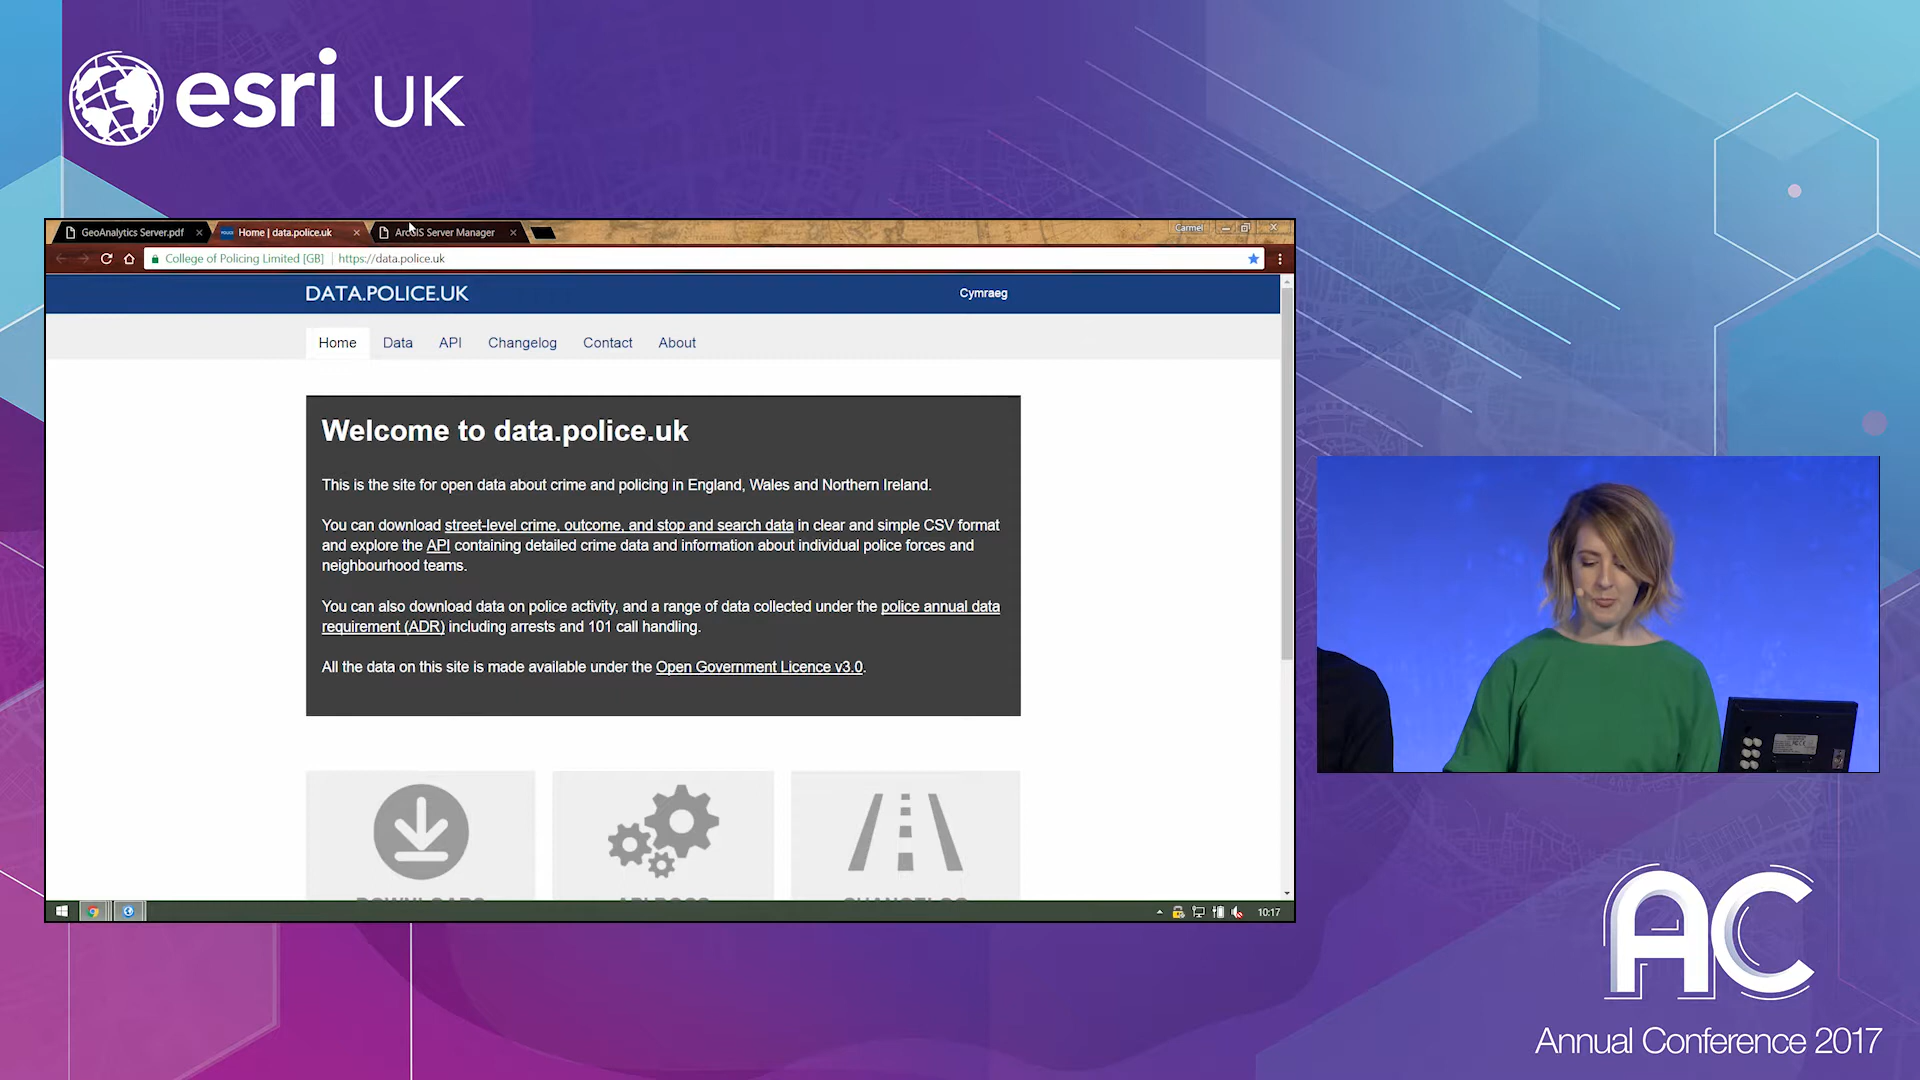 esri UK
GeoAnalytics Server.pdf
Home | data.police.uk
ArcGIS Server Manager
Carmel
College of Policing Limited [GB]
https://data.police.uk
DATA.POLICE.UK
Cymraeg
Home
Data
API
Changelog
Contact
About
Welcome to data.police.uk
This is the site for open data about crime and policing in England, Wales and Northern Ireland.
You can download street-level crime, outcome, and stop and search data in clear and simple CSV format
and explore the API containing detailed crime data and information about individual police forces and
neighbourhood teams.
You can also download data on police activity, and a range of data collected under the police annual data
requirement (ADR) including arrests and 101 call handling.
All the data on this site is made available under the Open Government Licence v3.0.
10:17
AC
Annual Conference 2017